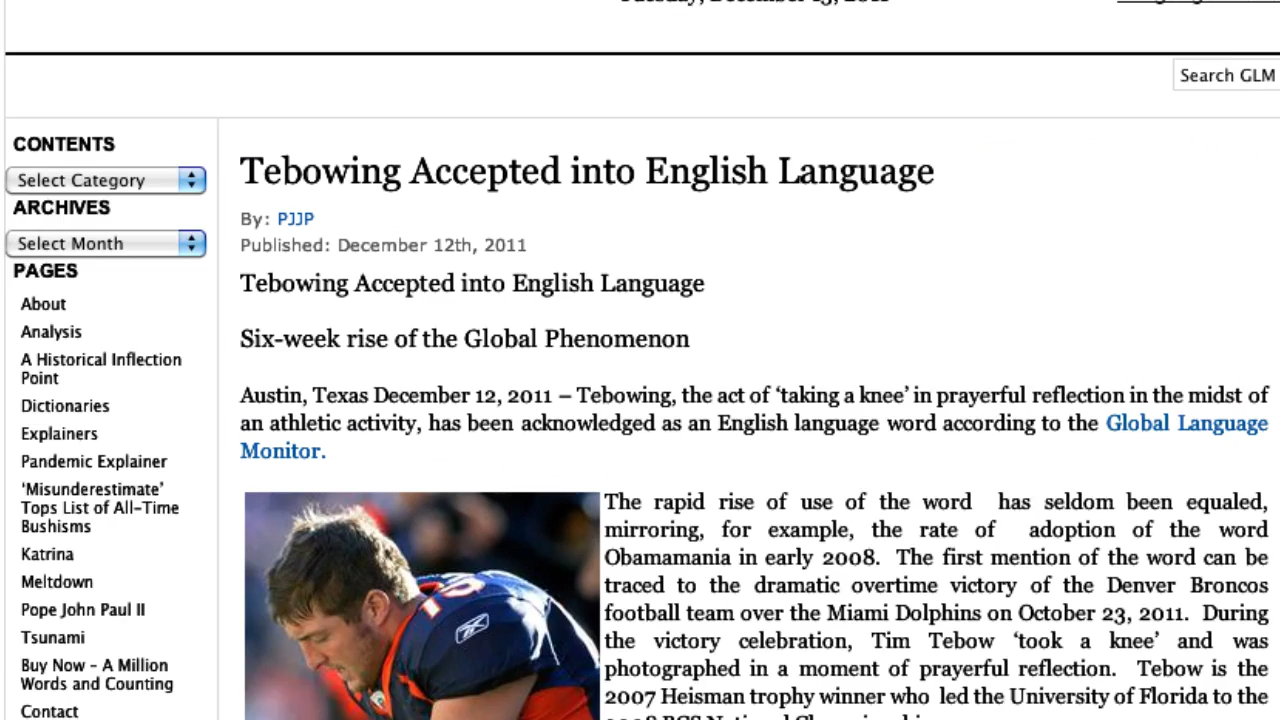 Search GLM
CONTENTS
Select Category
ARCHIVES
Select Month
PAGES
About
Analysis
A Historical Inflection
Point
Dictionaries
Explainers
Pandemic Explainer
‘Misunderestimate’
Tops List of All-Time
Bushisms
Katrina
Meltdown
Pope John Paul II
Tsunami
Buy Now – A Million
Words and Counting
Contact
Tebowing Accepted into English Language
By: PJJP
Published: December 12th, 2011
Tebowing Accepted into English Language
Six-week rise of the Global Phenomenon
Austin, Texas December 12, 2011 – Tebowing, the act of ‘taking a knee’ in prayerful reflection in the midst of
an athletic activity, has been acknowledged as an English language word according to the Global Language
Monitor.
The rapid rise of use of the word has seldom been equaled,
mirroring, for example, the rate of adoption of the word
Obamamania in early 2008. The first mention of the word can be
traced to the dramatic overtime victory of the Denver Broncos
football team over the Miami Dolphins on October 23, 2011. During
the victory celebration, Tim Tebow ‘took a knee’ and was
photographed in a moment of prayerful reflection. Tebow is the
2007 Heisman trophy winner who led the University of Florida to the